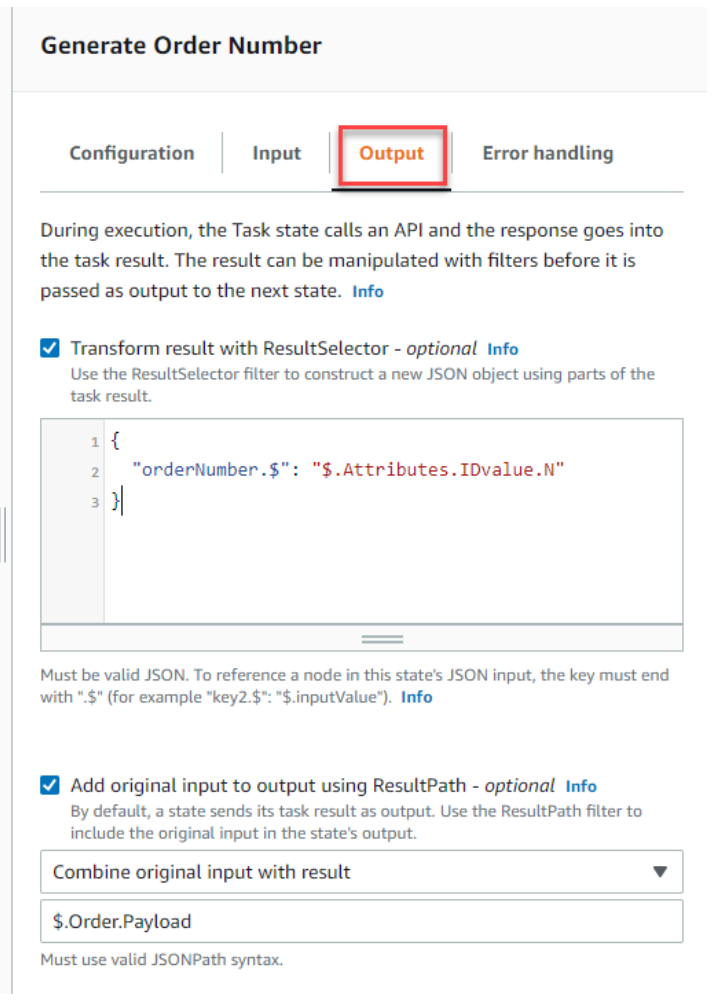 Generate Order Number
Configuration
Input
Output
Error handling
During execution, the Task state calls an API and the response goes into
the task result. The result can be manipulated with filters before it is
passed as output to the next state. Info
Transform result with ResultSelector - optional Info
Use the ResultSelector filter to construct a new JSON object using parts of the
task result.
1 {
2 "orderNumber.$": "$.Attributes.IDvalue.N"
3 }
Must be valid JSON. To reference a node in this state's JSON input, the key must end
with ".$" (for example "key2.$": "$.inputValue"). Info
Add original input to output using ResultPath - optional Info
By default, a state sends its task result as output. Use the ResultPath filter to
include the original input in the state's output.
Combine original input with result
$.Order.Payload
Must use valid JSONPath syntax.